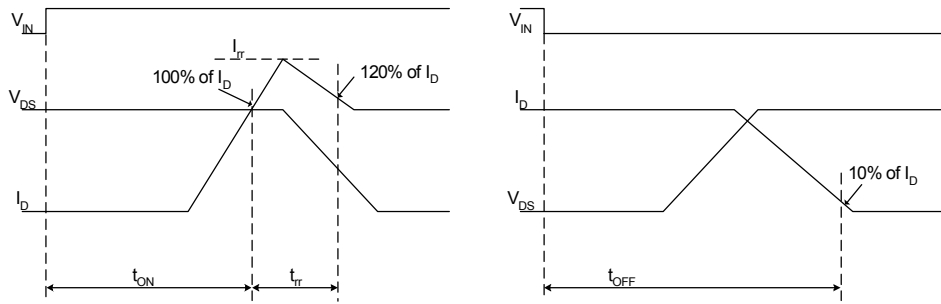 V_IN
I_rr
100% of I_D
120% of I_D
V_DS
I_D
t_ON
t_rr
V_IN
I_D
V_DS
10% of I_D
t_OFF